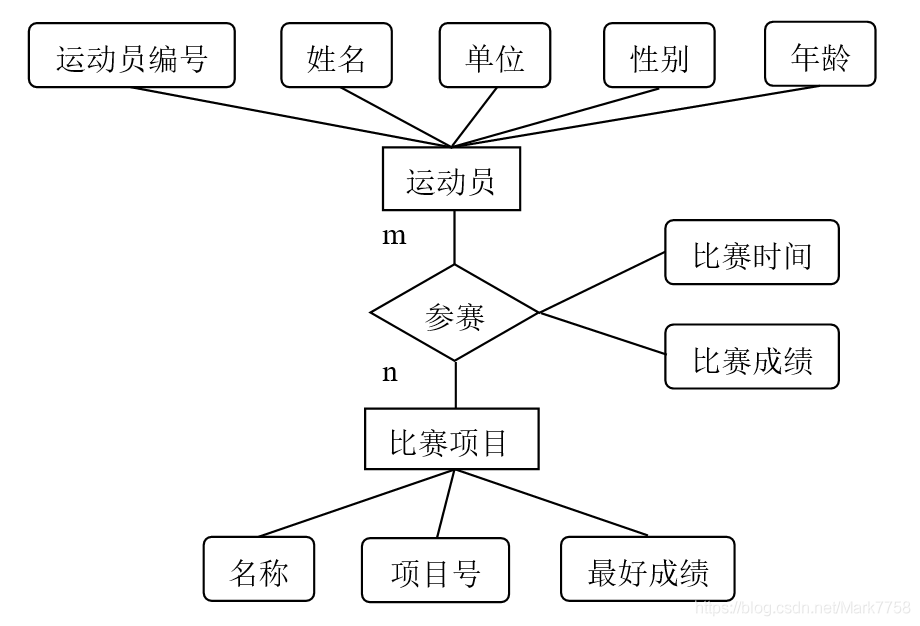 运动员编号
姓名
单位
性别
年龄
运动员
m
比赛时间
参赛
比赛成绩
n
比赛项目
名称
项目号
最好成绩
https://blog.csdn.net/Mark7758